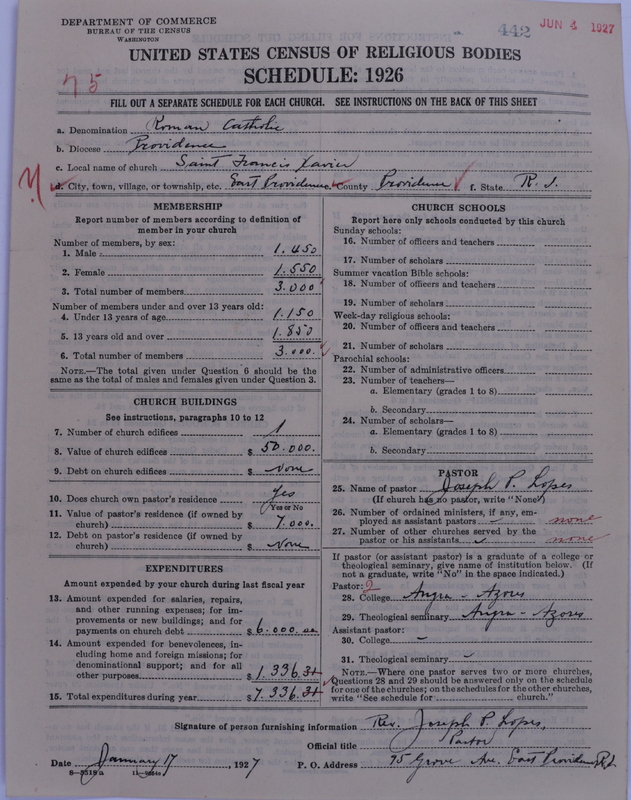 DEPARTMENT OF COMMERCE
BUREAU OF THE CENSUS
WASHINGTON
442
JUN 4 1927
UNITED STATES CENSUS OF RELIGIOUS BODIES
SCHEDULE: 1926
75
FILL OUT A SEPARATE SCHEDULE FOR EACH CHURCH. SEE INSTRUCTIONS ON THE BACK OF THIS SHEET
a. Denomination Roman Catholic
b. Diocese Providence
c. Local name of church Saint Francis Xavier
d. City, town, village, or township, etc. East Providence. County Providence f. State R. I.
MEMBERSHIP
Report number of members according to definition of
member in your church
Number of members, by sex:
1. Male 1.450
2. Female 1.550
3. Total number of members 3.000
Number of members under and over 13 years old:
4. Under 13 years of age 1.150
5. 13 years old and over 1.850
6. Total number of members 3.000.
NOTE.—The total given under Question 6 should be
same as the total of males and females given under Question 3.
CHURCH BUILDINGS
See instructions, paragraphs 10 to 12
7. Number of church edifices 1
8. Value of church edifices $ 50.000.
9. Debt on church edifices $ None
10. Does church own pastor's residence Yes
Yes or No
11. Value of pastor's residence (if owned by
church) $ 7.000.
12. Debt on pastor's residence (if owned by
church) $ None
EXPENDITURES
Amount expended by your church during last fiscal year
13. Amount expended for salaries, repairs,
and other running expenses; for im-
provements or new buildings; and for
payments on church debt $ 6.000.00
14. Amount expended for benevolences, in-
cluding home and foreign missions; for
denominational support; and for all
other purposes $ 1.336.31
15. Total expenditures during year $ 7.336.31
CHURCH SCHOOLS
Report here only schools conducted by this church
Sunday schools:
16. Number of officers and teachers
17. Number of scholars
Summer vacation Bible schools:
18. Number of officers and teachers
19. Number of scholars
Week-day religious schools:
20. Number of officers and teachers
21. Number of scholars
Parochial schools:
22. Number of administrative officers
23. Number of teachers—
a. Elementary (grades 1 to 8)
b. Secondary
24. Number of scholars—
a. Elementary (grades 1 to 8)
b. Secondary
PASTOR
25. Name of pastor Joseph P. Lopes
(If church has no pastor, write "None")
26. Number of ordained ministers, if any, em-
ployed as assistant pastors none
27. Number of other churches served by the
pastor or his assistants none
If pastor (or assistant pastor) is a graduate of a college or
theological seminary, give name of institution below. (If
not a graduate, write "No" in the space indicated.)
Pastor: 2
28. College Angra - Azores
29. Theological seminary Angra - Azores
Assistant pastor:
30. College -
31. Theological seminary
NOTE.—Where one pastor serves two or more churches,
Questions 28 and 29 should be answered only on the schedule
for one of the churches; on the schedules for the other churches,
write "See schedule for church."
Signature of person furnishing information Rev. Joseph P. Lopes,
Official title Pastor
Date January 17, 1927 P. O. Address 75 Grove Ave. East Providence R. I.
8—5518 a